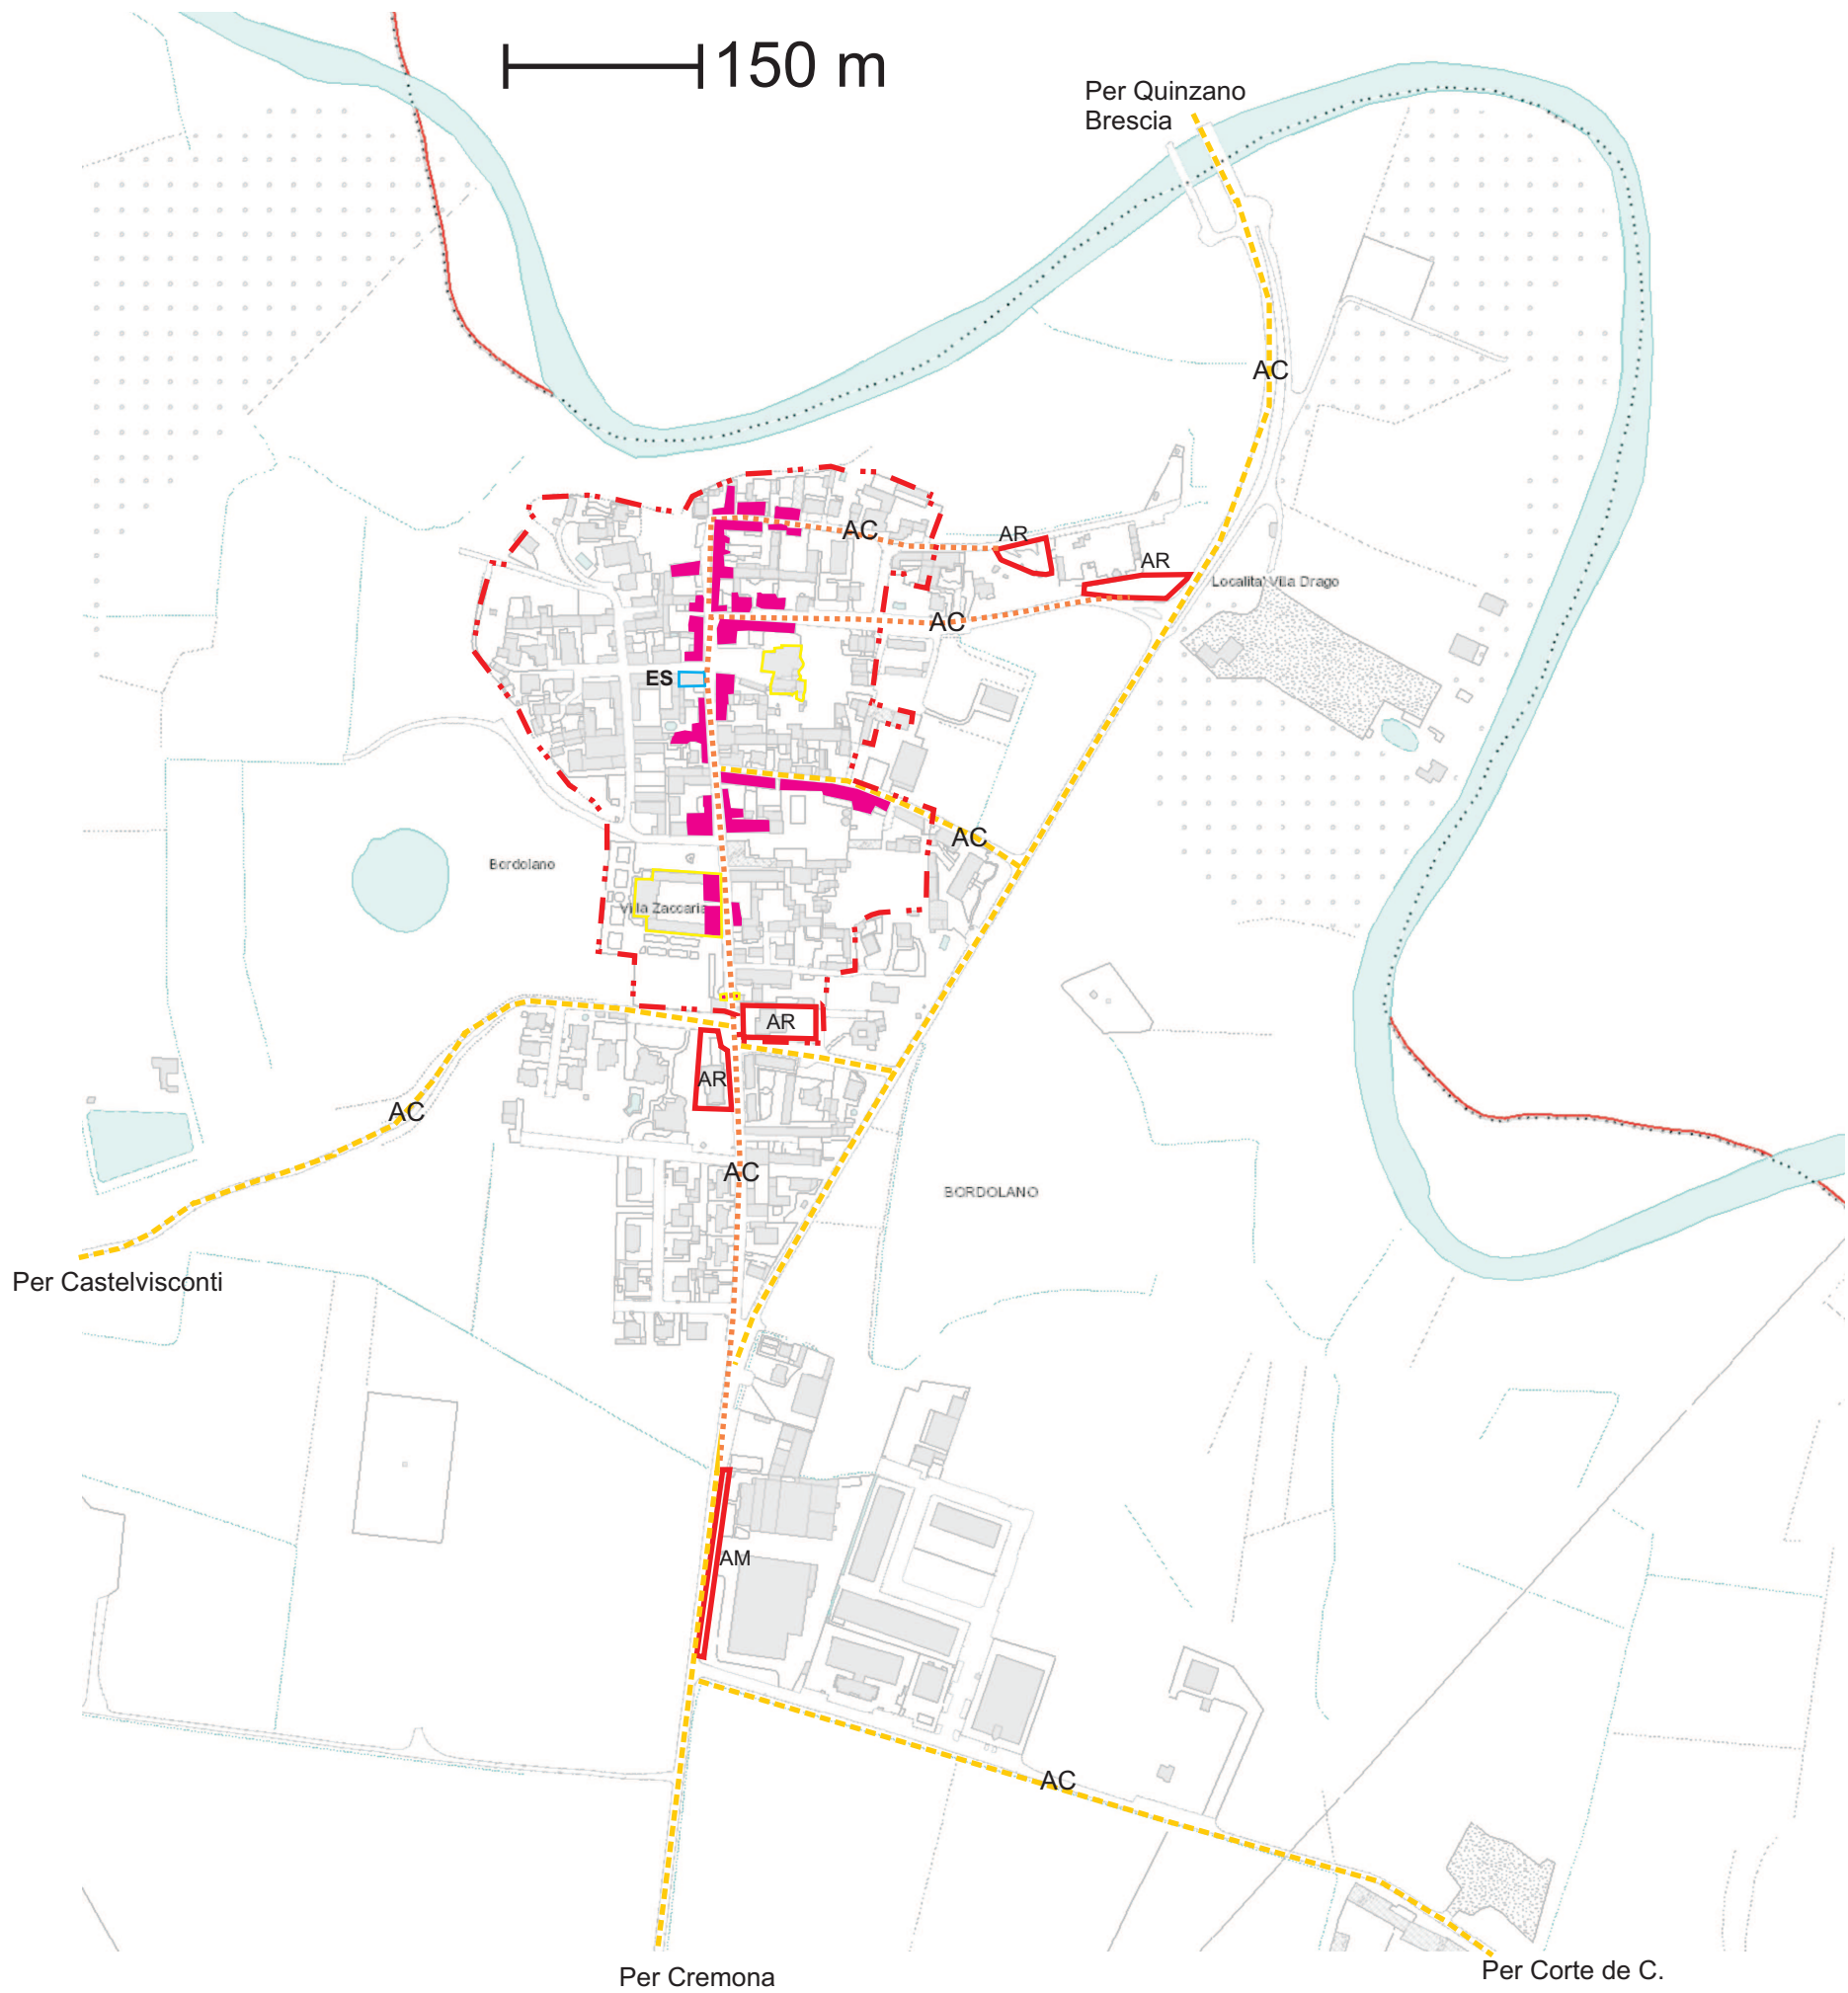 150 m
Per Quinzano
Brescia
AC
AC
AR
AR
Localita' Villa Drago
AC
ES
AC
Bordolano
Villa Zaccaria
AR
AR
AC
AC
BORDOLANO
Per Castelvisconti
AM
AC
Per Cremona
Per Corte de C.